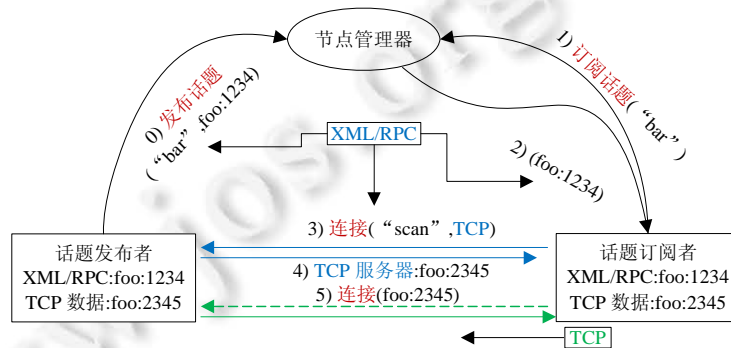 节点管理器
0) 发布话题
(“bar”,foo:1234)
1) 订阅话题(“bar”)
XML/RPC
2) (foo:1234)
3) 连接(“scan”,TCP)
话题发布者
XML/RPC:foo:1234
TCP 数据:foo:2345
4) TCP 服务器:foo:2345
5) 连接(foo:2345)
话题订阅者
XML/RPC:foo:1234
TCP 数据:foo:2345
TCP